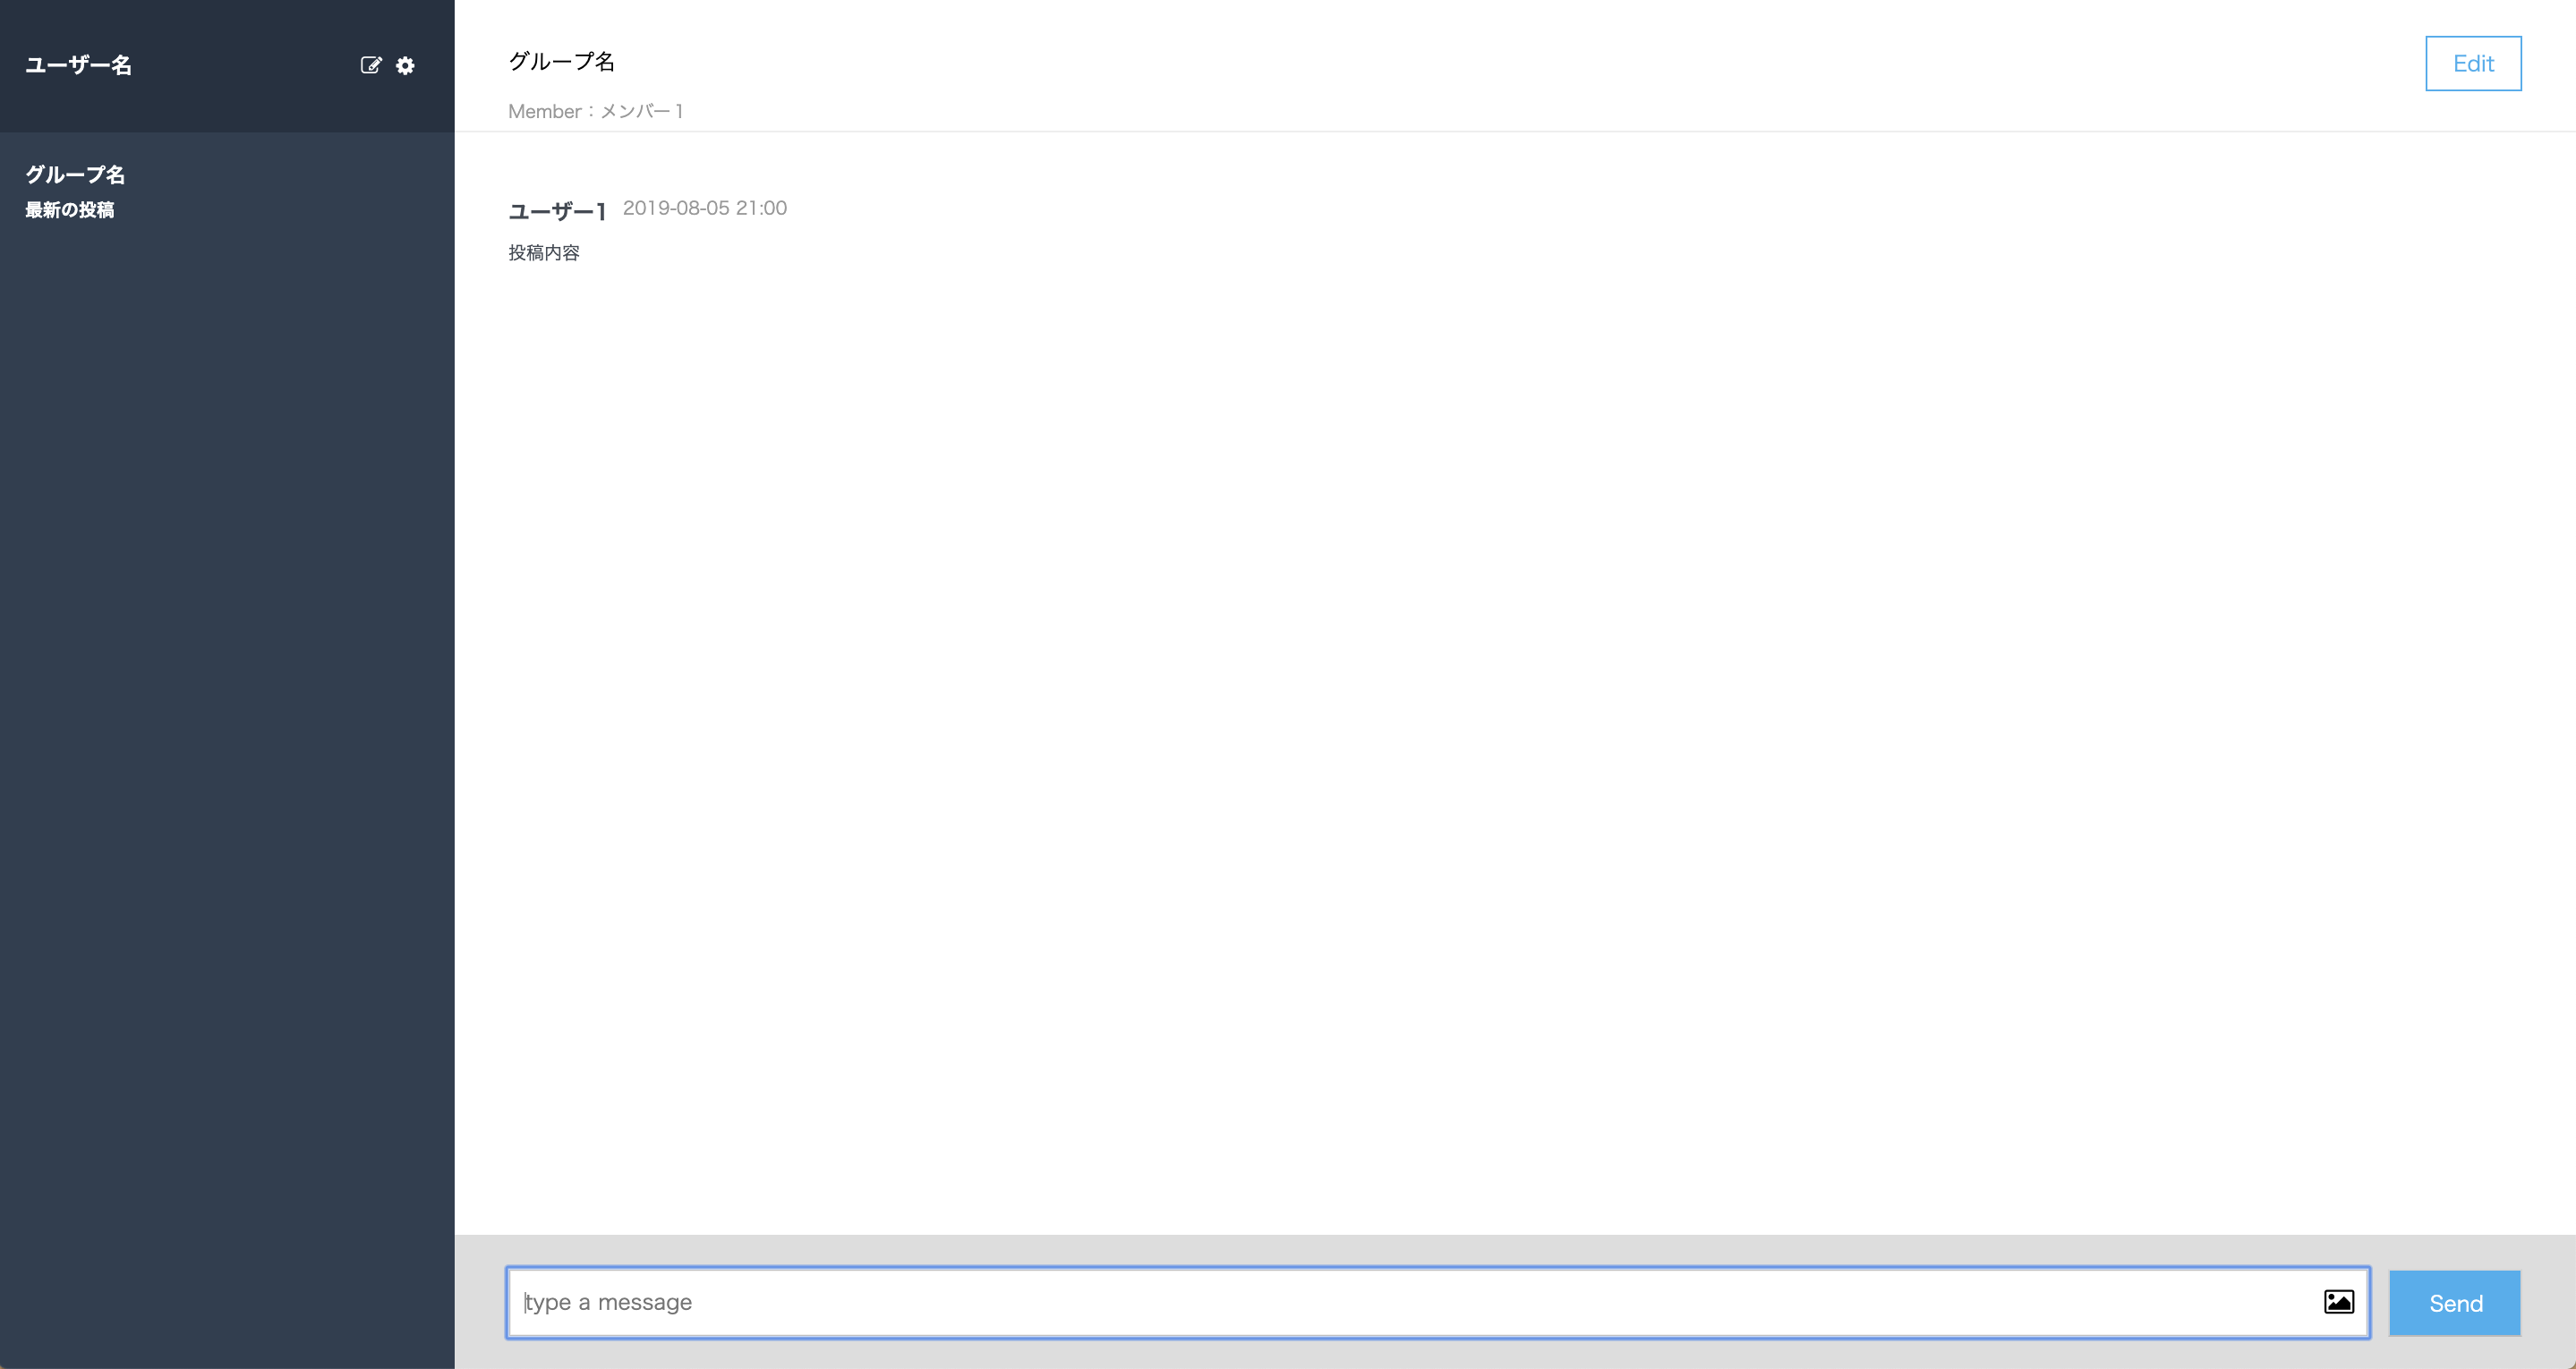 ユーザー名
グループ名
最新の投稿
グループ名
Edit
Member：メンバー 1
ユーザー1 2019-08-05 21:00
投稿内容
type a message
Send